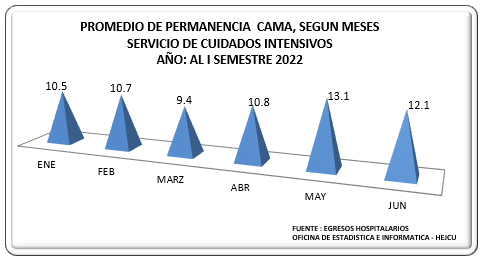 PROMEDIO DE PERMANENCIA CAMA, SEGUN MESES
SERVICIO DE CUIDADOS INTENSIVOS
AÑO: AL I SEMESTRE 2022
10.5
10.7
9.4
10.8
13.1
12.1
ENE
FEB
MARZ
ABR
MAY
JUN
FUENTE : EGRESOS HOSPITALARIOS
OFICINA DE ESTADISTICA E INFORMATICA - HEJCU